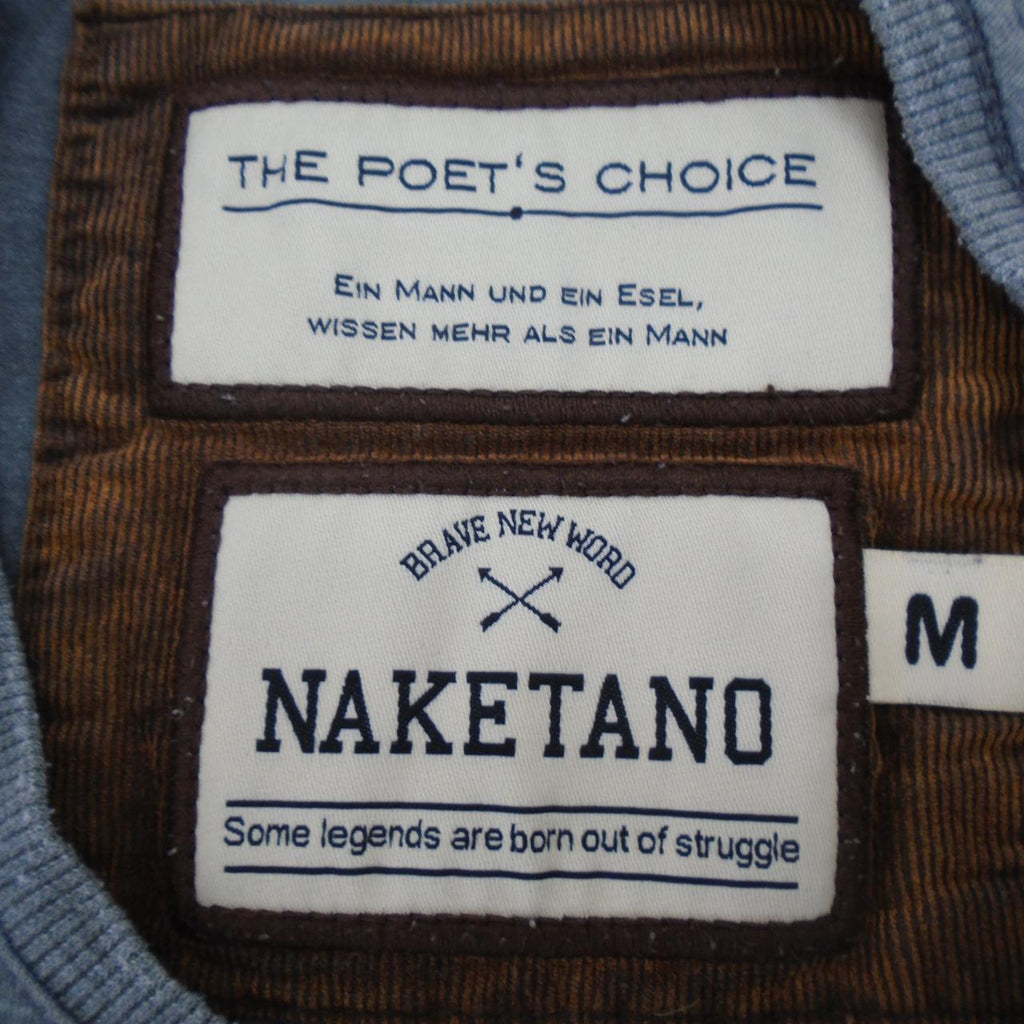 THE POET‘S CHOICE
EIN MANN UND EIN ESEL,
WISSEN MEHR ALS EIN MANN
BRAVE NEW WORD
NAKETANO
M
Some legends are born out of struggle